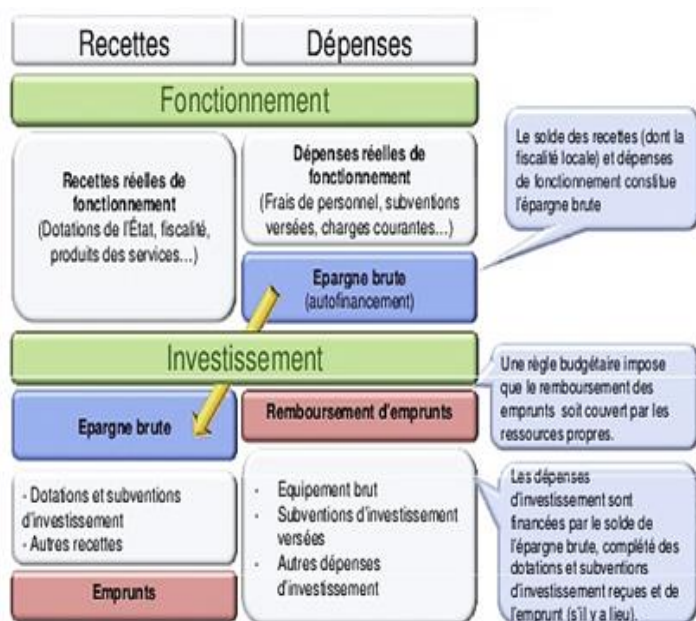 Recettes
Dépenses
Fonctionnement
Recettes réelles de
fonctionnement
(Dotations de l'État, fiscalité,
produits des services...)
Dépenses réelles de
fonctionnement
(Frais de personnel, subventions
versées, charges courantes...)
Epargne brute
(autofinancement)
Le solde des recettes (dont la
fiscalité locale) et dépenses
de fonctionnement constitue
l'épargne brute
Investissement
Epargne brute
Remboursement d'emprunts
Une règle budgétaire impose
que le remboursement des
emprunts soit couvert par les
ressources propres.
- Dotations et subventions
d'investissement
- Autres recettes
Emprunts
- Equipement brut
- Subventions d'investissement
versées
- Autres dépenses
d'investissement
Les dépenses
d'investissement sont
financées par le solde de
l'épargne brute, complété des
dotations et subventions
d'investissement reçues et de
l'emprunt (s'il y a lieu).